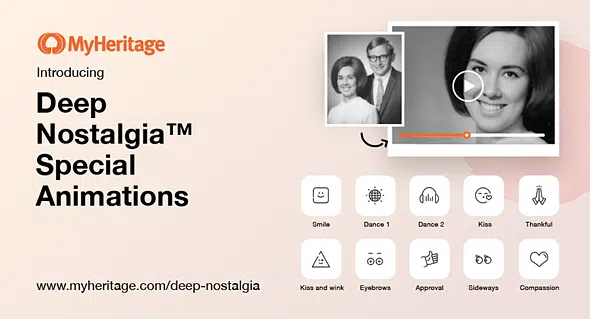 MyHeritage
Introducing
Deep
Nostalgia™
Special
Animations
Smile
Dance 1
Dance 2
Kiss
Thankful
Kiss and wink
Eyebrows
Approval
Sideways
Compassion
www.myheritage.com/deep-nostalgia